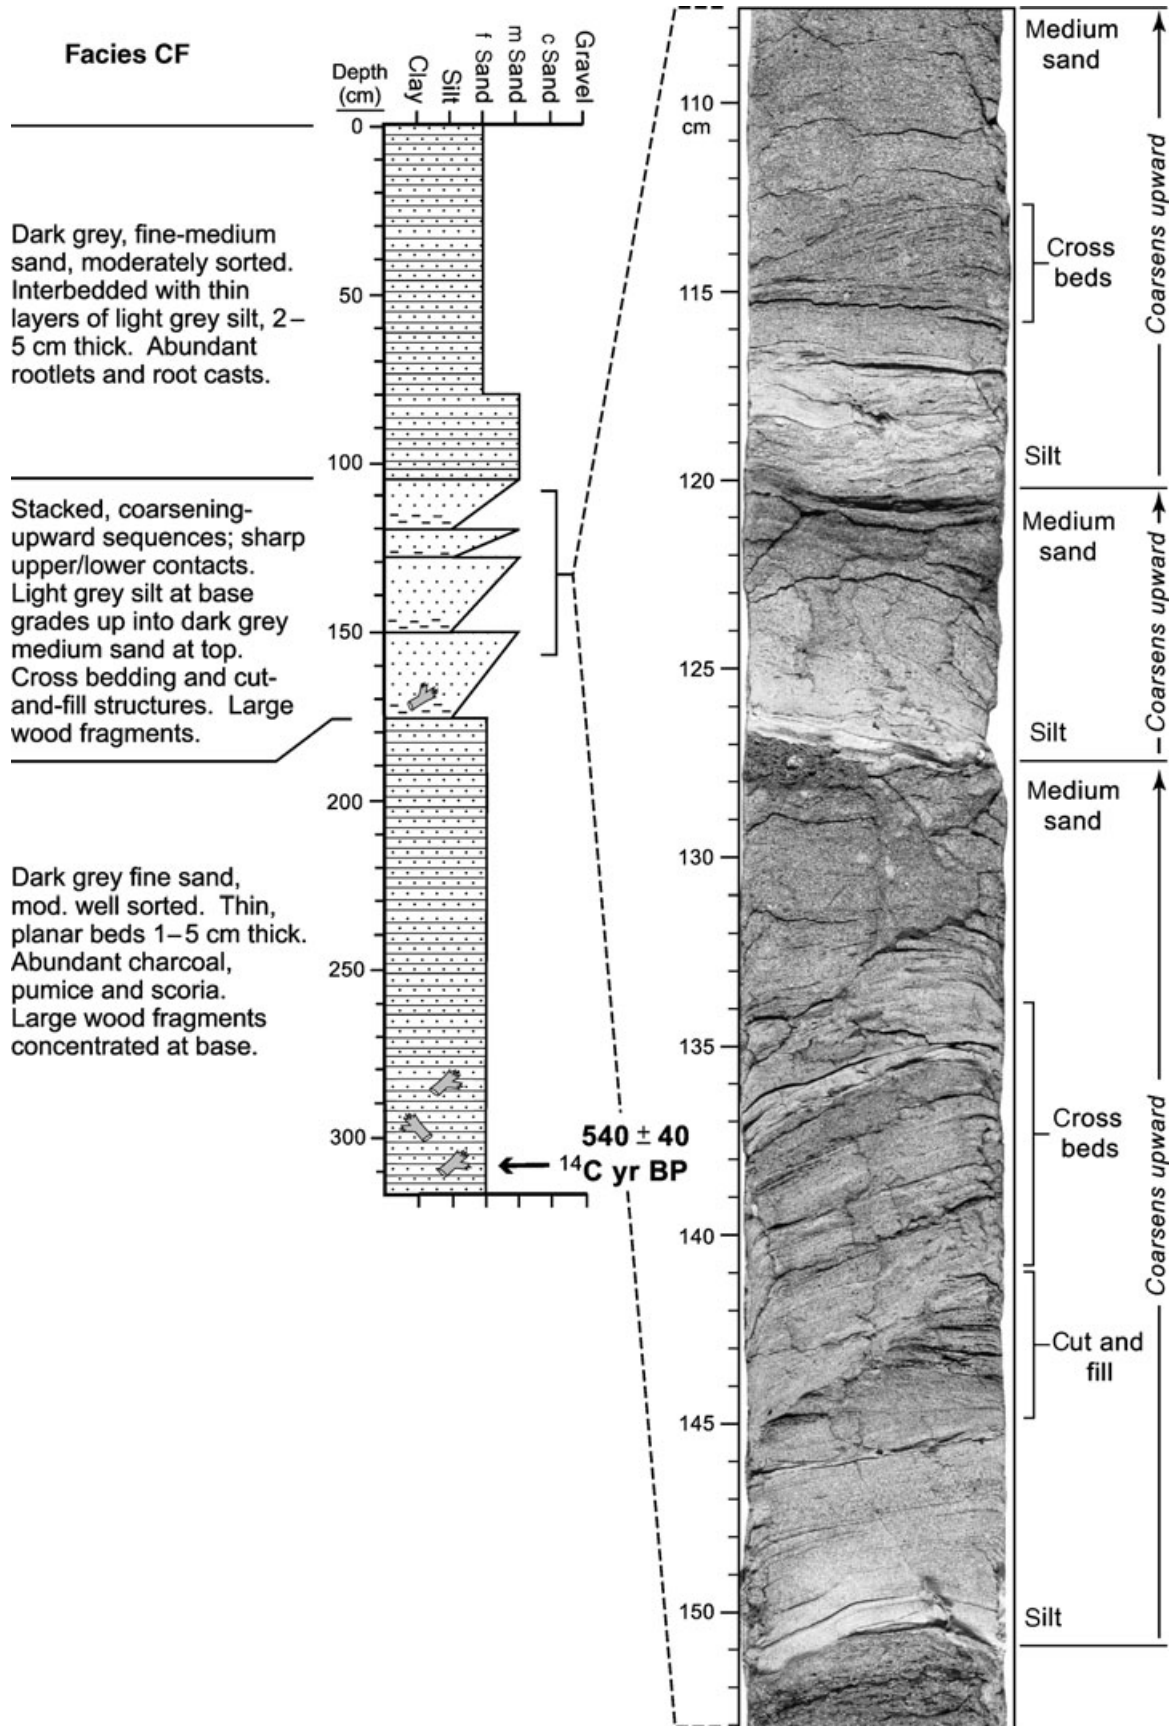 Facies CF
Depth
(cm)
Clay
Silt
f Sand
m Sand
c Sand
Gravel
0
50
100
150
200
250
300
Dark grey, fine-medium
sand, moderately sorted.
Interbedded with thin
layers of light grey silt, 2–
5 cm thick. Abundant
rootlets and root casts.
Stacked, coarsening-
upward sequences; sharp
upper/lower contacts.
Light grey silt at base
grades up into dark grey
medium sand at top.
Cross bedding and cut-
and-fill structures. Large
wood fragments.
Dark grey fine sand,
mod. well sorted. Thin,
planar beds 1–5 cm thick.
Abundant charcoal,
pumice and scoria.
Large wood fragments
concentrated at base.
540 ± 40
¹⁴C yr BP
110
cm
115
120
125
130
135
140
145
150
Medium
sand
Cross
beds
Silt
Coarsens upward
Medium
sand
Silt
Coarsens upward
Medium
sand
Cross
beds
Cut and
fill
Silt
Coarsens upward